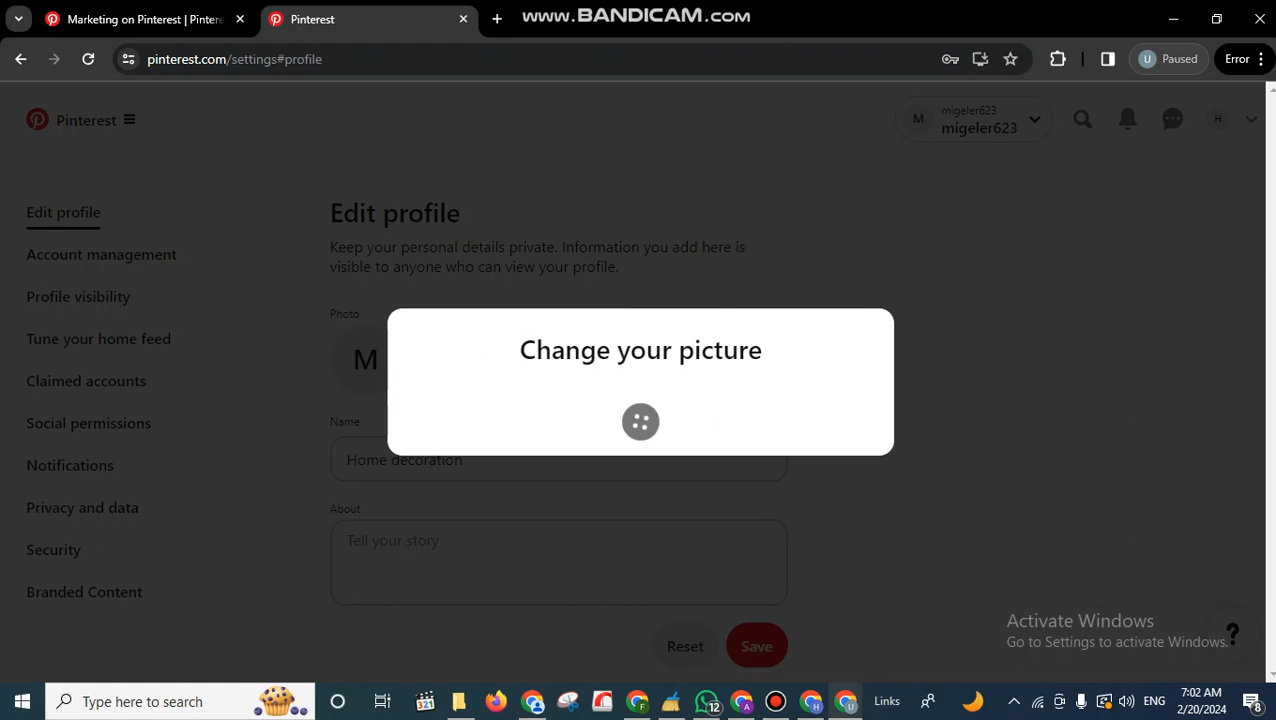 www.BANDICAM.com
Marketing on Pinterest | Pintere
Pinterest
pinterest.com/settings#profile
U Paused
Error
Pinterest
M
migeler623
migeler623
H
Edit profile
Account management
Profile visibility
Tune your home feed
Claimed accounts
Social permissions
Notifications
Privacy and data
Security
Branded Content
Edit profile
Keep your personal details private. Information you add here is
visible to anyone who can view your profile.
Photo
M
Change your picture
Name
Home decoration
About
Tell your story
Reset
Save
Activate Windows
Go to Settings to activate Windows.
?
Type here to search
321
F
12
A
H
U
Links
ENG
7:02 AM
2/20/2024
8